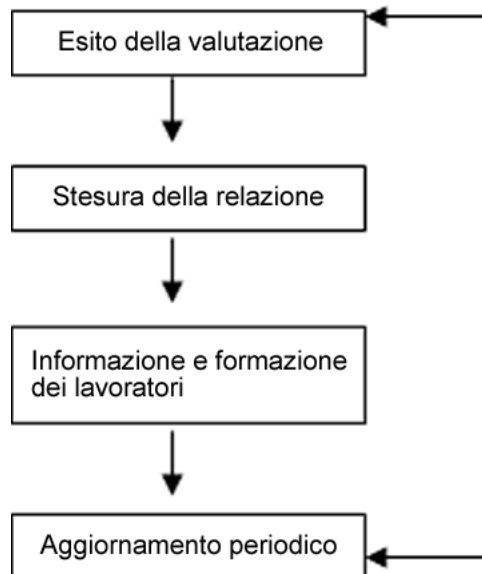 Esito della valutazione
Stesura della relazione
Informazione e formazione
dei lavoratori
Aggiornamento periodico